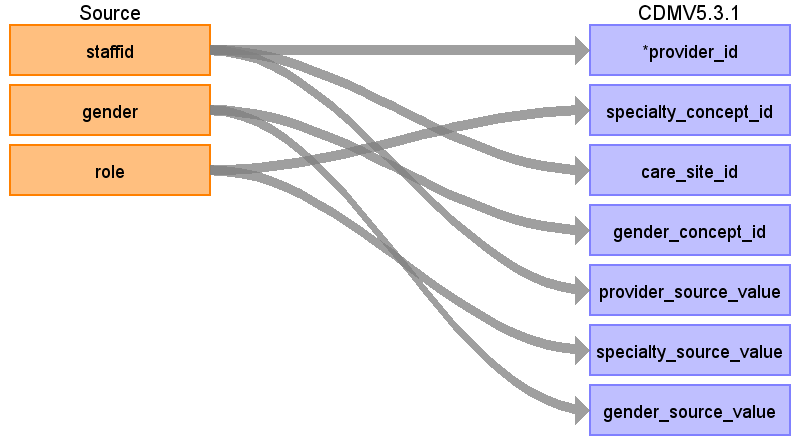 Source
CDMV5.3.1
staffid
*provider_id
gender
specialty_concept_id
role
care_site_id
gender_concept_id
provider_source_value
specialty_source_value
gender_source_value